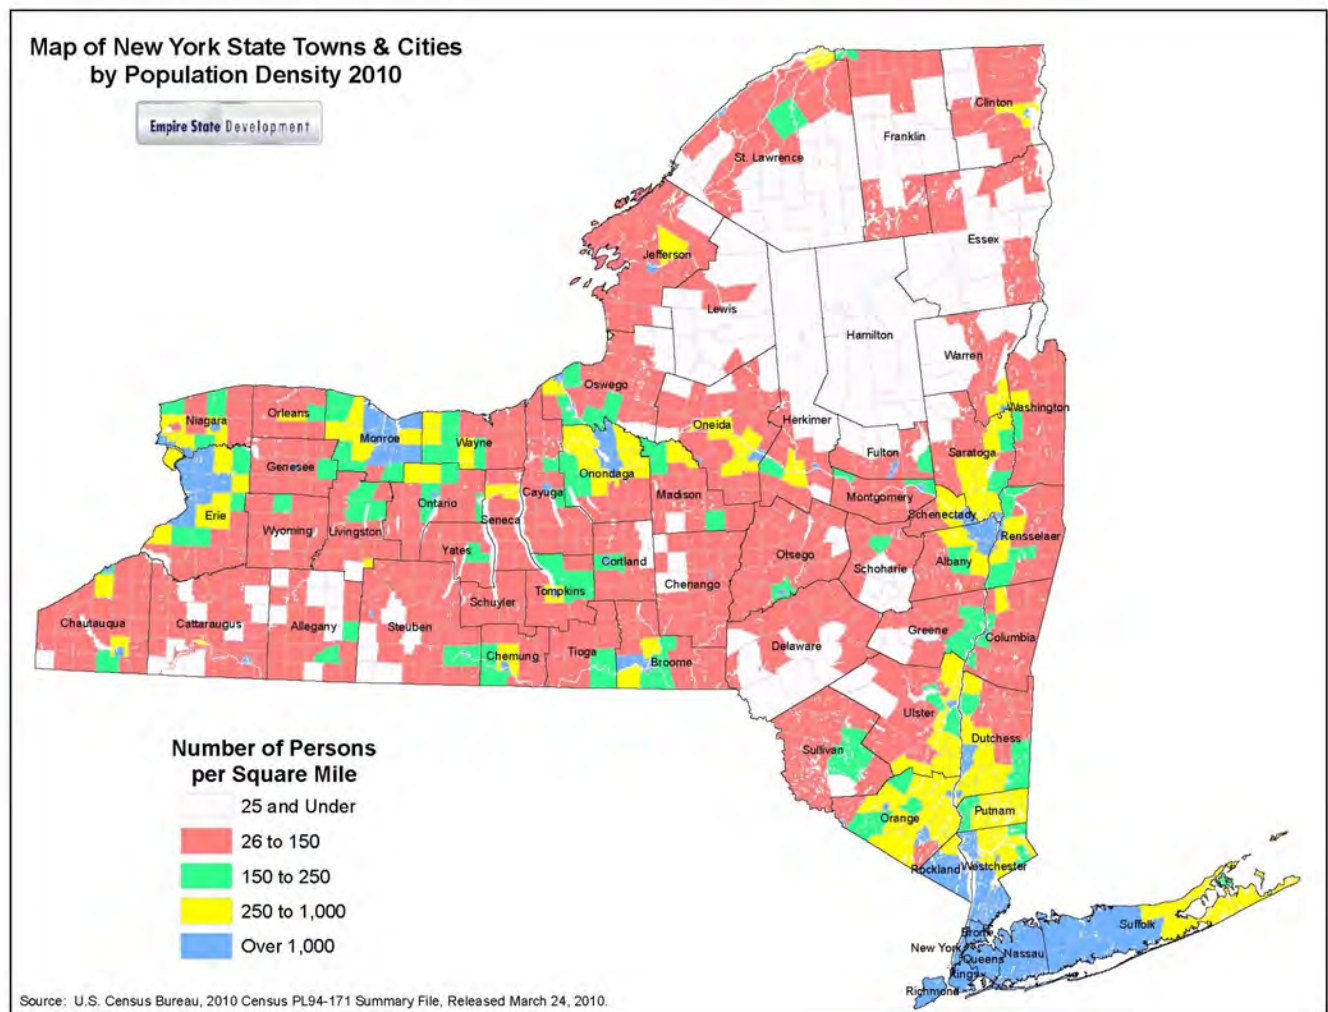 Map of New York State Towns & Cities
by Population Density 2010
Empire State Development
Clinton
Franklin
St. Lawrence
Essex
Jefferson
Lewis
Hamilton
Warren
Oswego
Washington
Niagara
Orleans
Monroe
Wayne
Oneida
Herkimer
Fulton
Saratoga
Genesee
Onondaga
Cayuga
Madison
Montgomery
Ontario
Erie
Seneca
Schenectady
Wyoming
Livingston
Rensselaer
Yates
Cortland
Otsego
Albany
Schoharie
Chenango
Tompkins
Schuyler
Chautauqua
Cattaraugus
Allegany
Steuben
Greene
Columbia
Delaware
Chemung
Tioga
Broome
Ulster
Dutchess
Sullivan
Putnam
Orange
Rockland
Westchester
Suffolk
Bronx
New York
Nassau
Queens
Kings
Richmond
Number of Persons
per Square Mile
25 and Under
26 to 150
150 to 250
250 to 1,000
Over 1,000
Source: U.S. Census Bureau, 2010 Census PL94-171 Summary File, Released March 24, 2010.